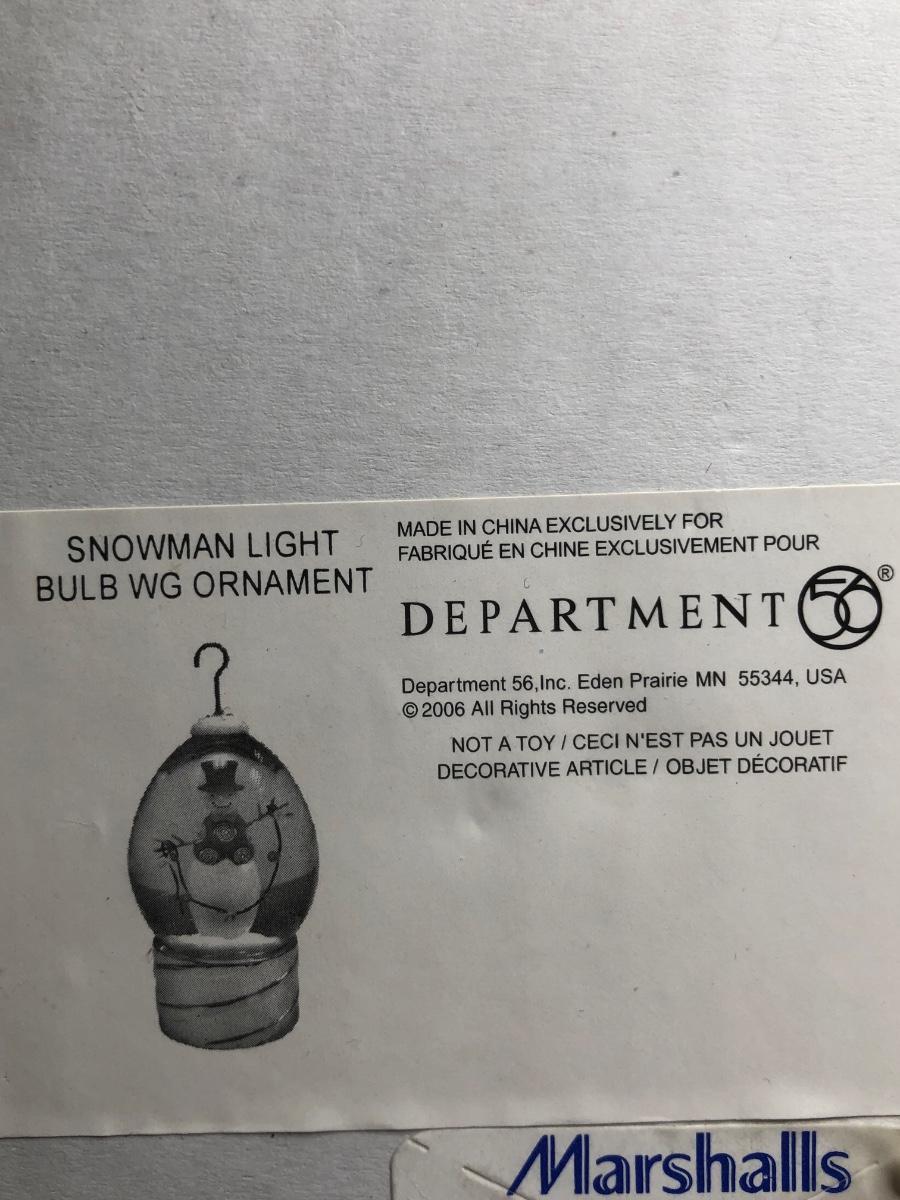 SNOWMAN LIGHT
BULB WG ORNAMENT
MADE IN CHINA EXCLUSIVELY FOR
FABRIQUÉ EN CHINE EXCLUSIVEMENT POUR
DEPARTMENT 56®
Department 56,Inc. Eden Prairie MN 55344, USA
© 2006 All Rights Reserved
NOT A TOY / CECI N'EST PAS UN JOUET
DECORATIVE ARTICLE / OBJET DÉCORATIF
Marshalls